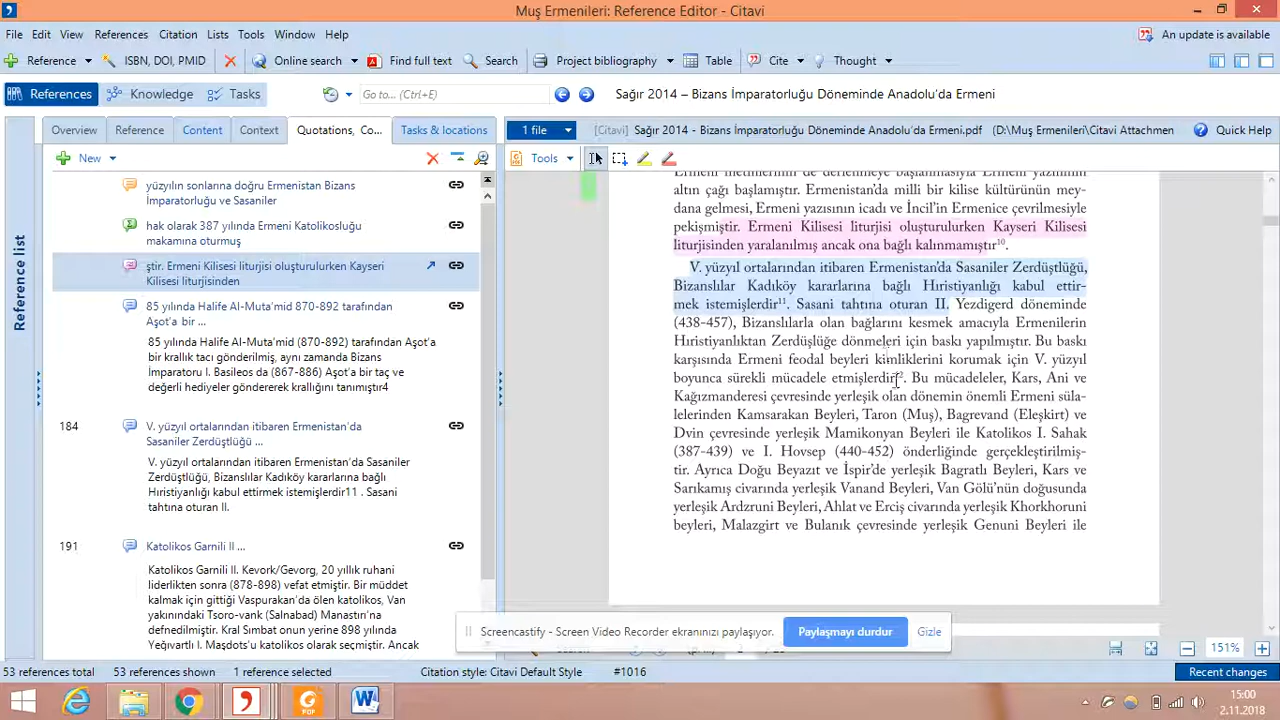 Muş Ermenileri: Reference Editor - Citavi
File Edit View References Citation Lists Tools Window Help
An update is available
Reference ISBN, DOI, PMID Online search Find full text Search Project bibliography Table Cite Thought
References Knowledge Tasks
Go to... (Ctrl+E)
Sağır 2014 – Bizans İmparatorluğu Döneminde Anadolu'da Ermeni
Overview Reference Content Context Quotations, Co... Tasks & locations
1 file [Citavi] Sağır 2014 - Bizans İmparatorluğu Döneminde Anadolu'da Ermeni.pdf (D:\Muş Ermenileri\Citavi Attachmen Quick Help
New
Tools
Reference list
yüzyılın sonlarına doğru Ermenistan Bizans
İmparatorluğu ve Sasaniler
hak olarak 387 yılında Ermeni Katolikosluğu
makamına oturmuş
ştir. Ermeni Kilisesi liturjisi oluşturulurken Kayseri
Kilisesi liturjisinden
85 yılında Halife Al-Muta'mid 870-892 tarafından
Aşot'a bir ...
85 yılında Halife Al-Muta'mid (870-892) tarafından Aşot'a
bir krallık tacı gönderilmiş, aynı zamanda Bizans
İmparatoru I. Basileos da (867-886) Aşot'a bir taç ve
değerli hediyeler göndererek krallığını tanımıştır4
184
V. yüzyıl ortalarından itibaren Ermenistan'da
Sasaniler Zerdüştlüğü ...
V. yüzyıl ortalarından itibaren Ermenistan'da Sasaniler
Zerdüştlüğü, Bizanslılar Kadıköy kararlarına bağlı
Hıristiyanlığı kabul ettirmek istemişlerdir11 . Sasani
tahtına oturan II.
191
Katolikos Garnili II ...
Katolikos Garnili II. Kevork/Gevorg, 20 yıllık ruhani
liderlikten sonra (878-898) vefat etmiştir. Bir müddet
kalmak için gittiği Vaspurakan'da ölen katolikos, Van
yakınındaki Tsoro-vank (Salnabad) Manastırı'na
defnedilmiştir. Kral Sımbat onun yerine 898 yılında
Yeğıvartlı I. Maşdots'u katolikos olarak seçmiştir. Ancak
altın çağı başlamıştır. Ermenistan'da milli bir kilise kültürünün mey-
dana gelmesi, Ermeni yazısının icadı ve İncil'in Ermenice çevrilmesiyle
pekişmiştir. Ermeni Kilisesi liturjisi oluşturulurken Kayseri Kilisesi
liturjisinden yaralanılmış ancak ona bağlı kalınmamıştır10.
V. yüzyıl ortalarından itibaren Ermenistan'da Sasaniler Zerdüştlüğü,
Bizanslılar Kadıköy kararlarına bağlı Hıristiyanlığı kabul ettir-
mek istemişlerdir11. Sasani tahtına oturan II. Yezdigerd döneminde
(438-457), Bizanslılarla olan bağlarını kesmek amacıyla Ermenilerin
Hıristiyanlıktan Zerdüşlüğe dönmeleri için baskı yapılmıştır. Bu baskı
karşısında Ermeni feodal beyleri kimliklerini korumak için V. yüzyıl
boyunca sürekli mücadele etmişlerdir12. Bu mücadeleler, Kars, Ani ve
Kağızmanderesi çevresinde yerleşik olan dönemin önemli Ermeni süla-
lelerinden Kamsarakan Beyleri, Taron (Muş), Bagrevand (Eleşkirt) ve
Dvin çevresinde yerleşik Mamikonyan Beyleri ile Katolikos I. Sahak
(387-439) ve I. Hovsep (440-452) önderliğinde gerçekleştirilmiş-
tir. Ayrıca Doğu Beyazıt ve İspir'de yerleşik Bagratlı Beyleri, Kars ve
Sarıkamış civarında yerleşik Vanand Beyleri, Van Gölü'nün doğusunda
yerleşik Ardzruni Beyleri, Ahlat ve Erciş civarında yerleşik Khorkhoruni
beyleri, Malazgirt ve Bulanık çevresinde yerleşik Genuni Beyleri ile
Screencastify - Screen Video Recorder ekranınızı paylaşıyor. Paylaşmayı durdur Gizle
151%
53 references total 53 references shown 1 reference selected Citation style: Citavi Default Style #1016 Recent changes
15:00
2.11.2018